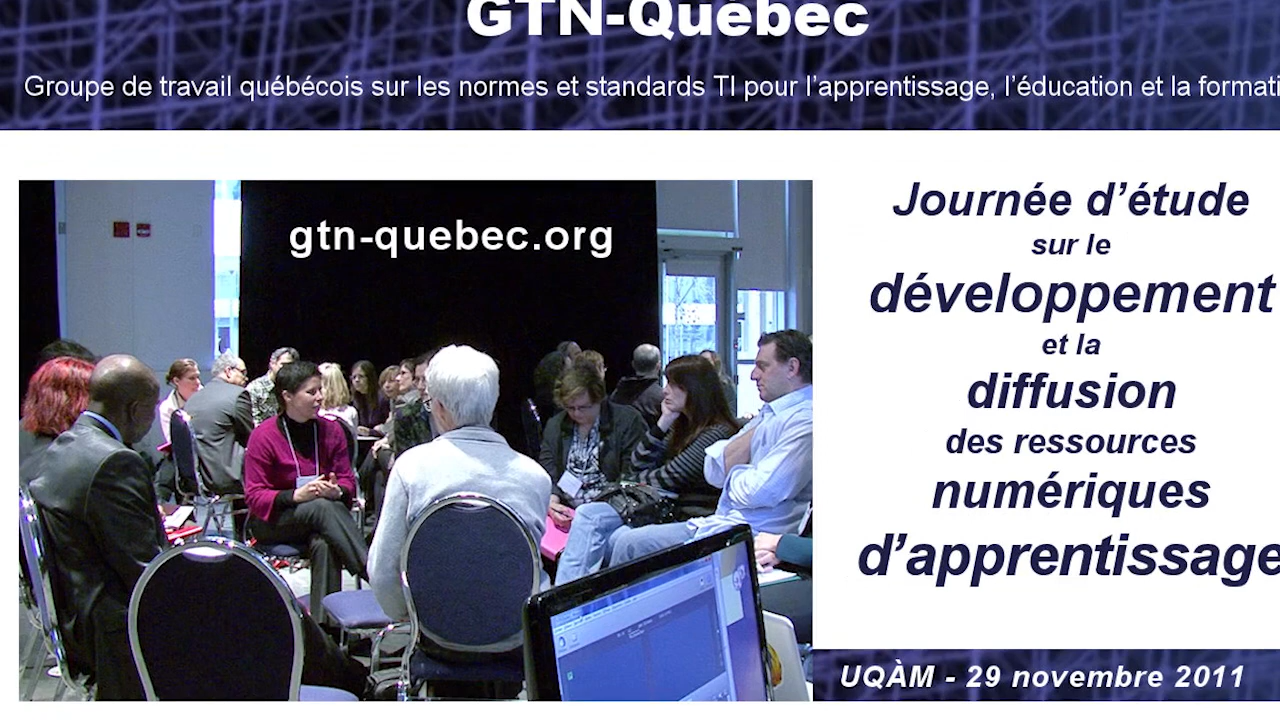 GTN-Québec
Groupe de travail québécois sur les normes et standards TI pour l'apprentissage, l'éducation et la formati
gtn-quebec.org
Journée d'étude
sur le
développement
et la
diffusion
des ressources
numériques
d'apprentissage
UQÀM - 29 novembre 2011